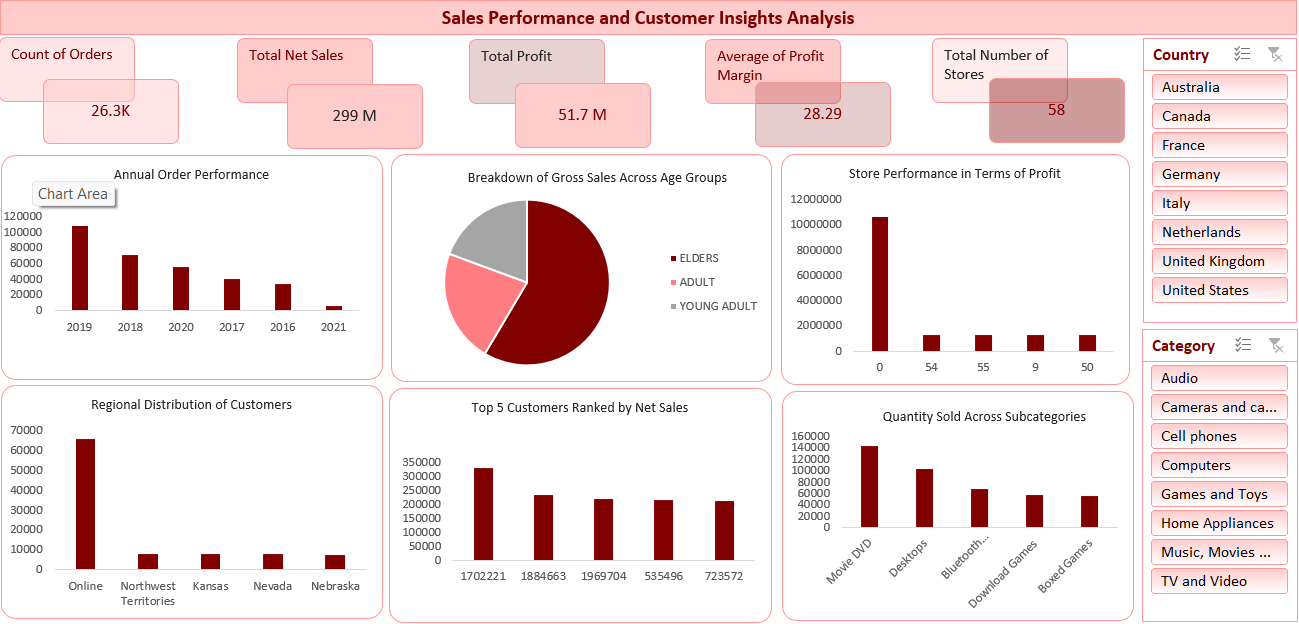 Sales Performance and Customer Insights Analysis
Count of Orders
26.3K
Total Net Sales
299 M
Total Profit
51.7 M
Average of Profit
Margin
28.29
Total Number of
Stores
58
Country
Australia
Canada
France
Germany
Italy
Netherlands
United Kingdom
United States
Annual Order Performance
Chart Area
120000
100000
80000
60000
40000
20000
0
2019 2018 2020 2017 2016 2021
Breakdown of Gross Sales Across Age Groups
ELDERS
ADULT
YOUNG ADULT
Store Performance in Terms of Profit
12000000
10000000
8000000
6000000
4000000
2000000
0
0 54 55 9 50
Category
Audio
Cameras and ca...
Cell phones
Computers
Games and Toys
Home Appliances
Music, Movies ...
TV and Video
Regional Distribution of Customers
70000
60000
50000
40000
30000
20000
10000
0
Online Northwest Kansas Nevada Nebraska
Territories
Top 5 Customers Ranked by Net Sales
350000
300000
250000
200000
150000
100000
50000
0
1702221 1884663 1969704 535496 723572
Quantity Sold Across Subcategories
160000
140000
120000
100000
80000
60000
40000
20000
0
Movie DVD
Desktops
Bluetooth...
Download Games
Boxed Games